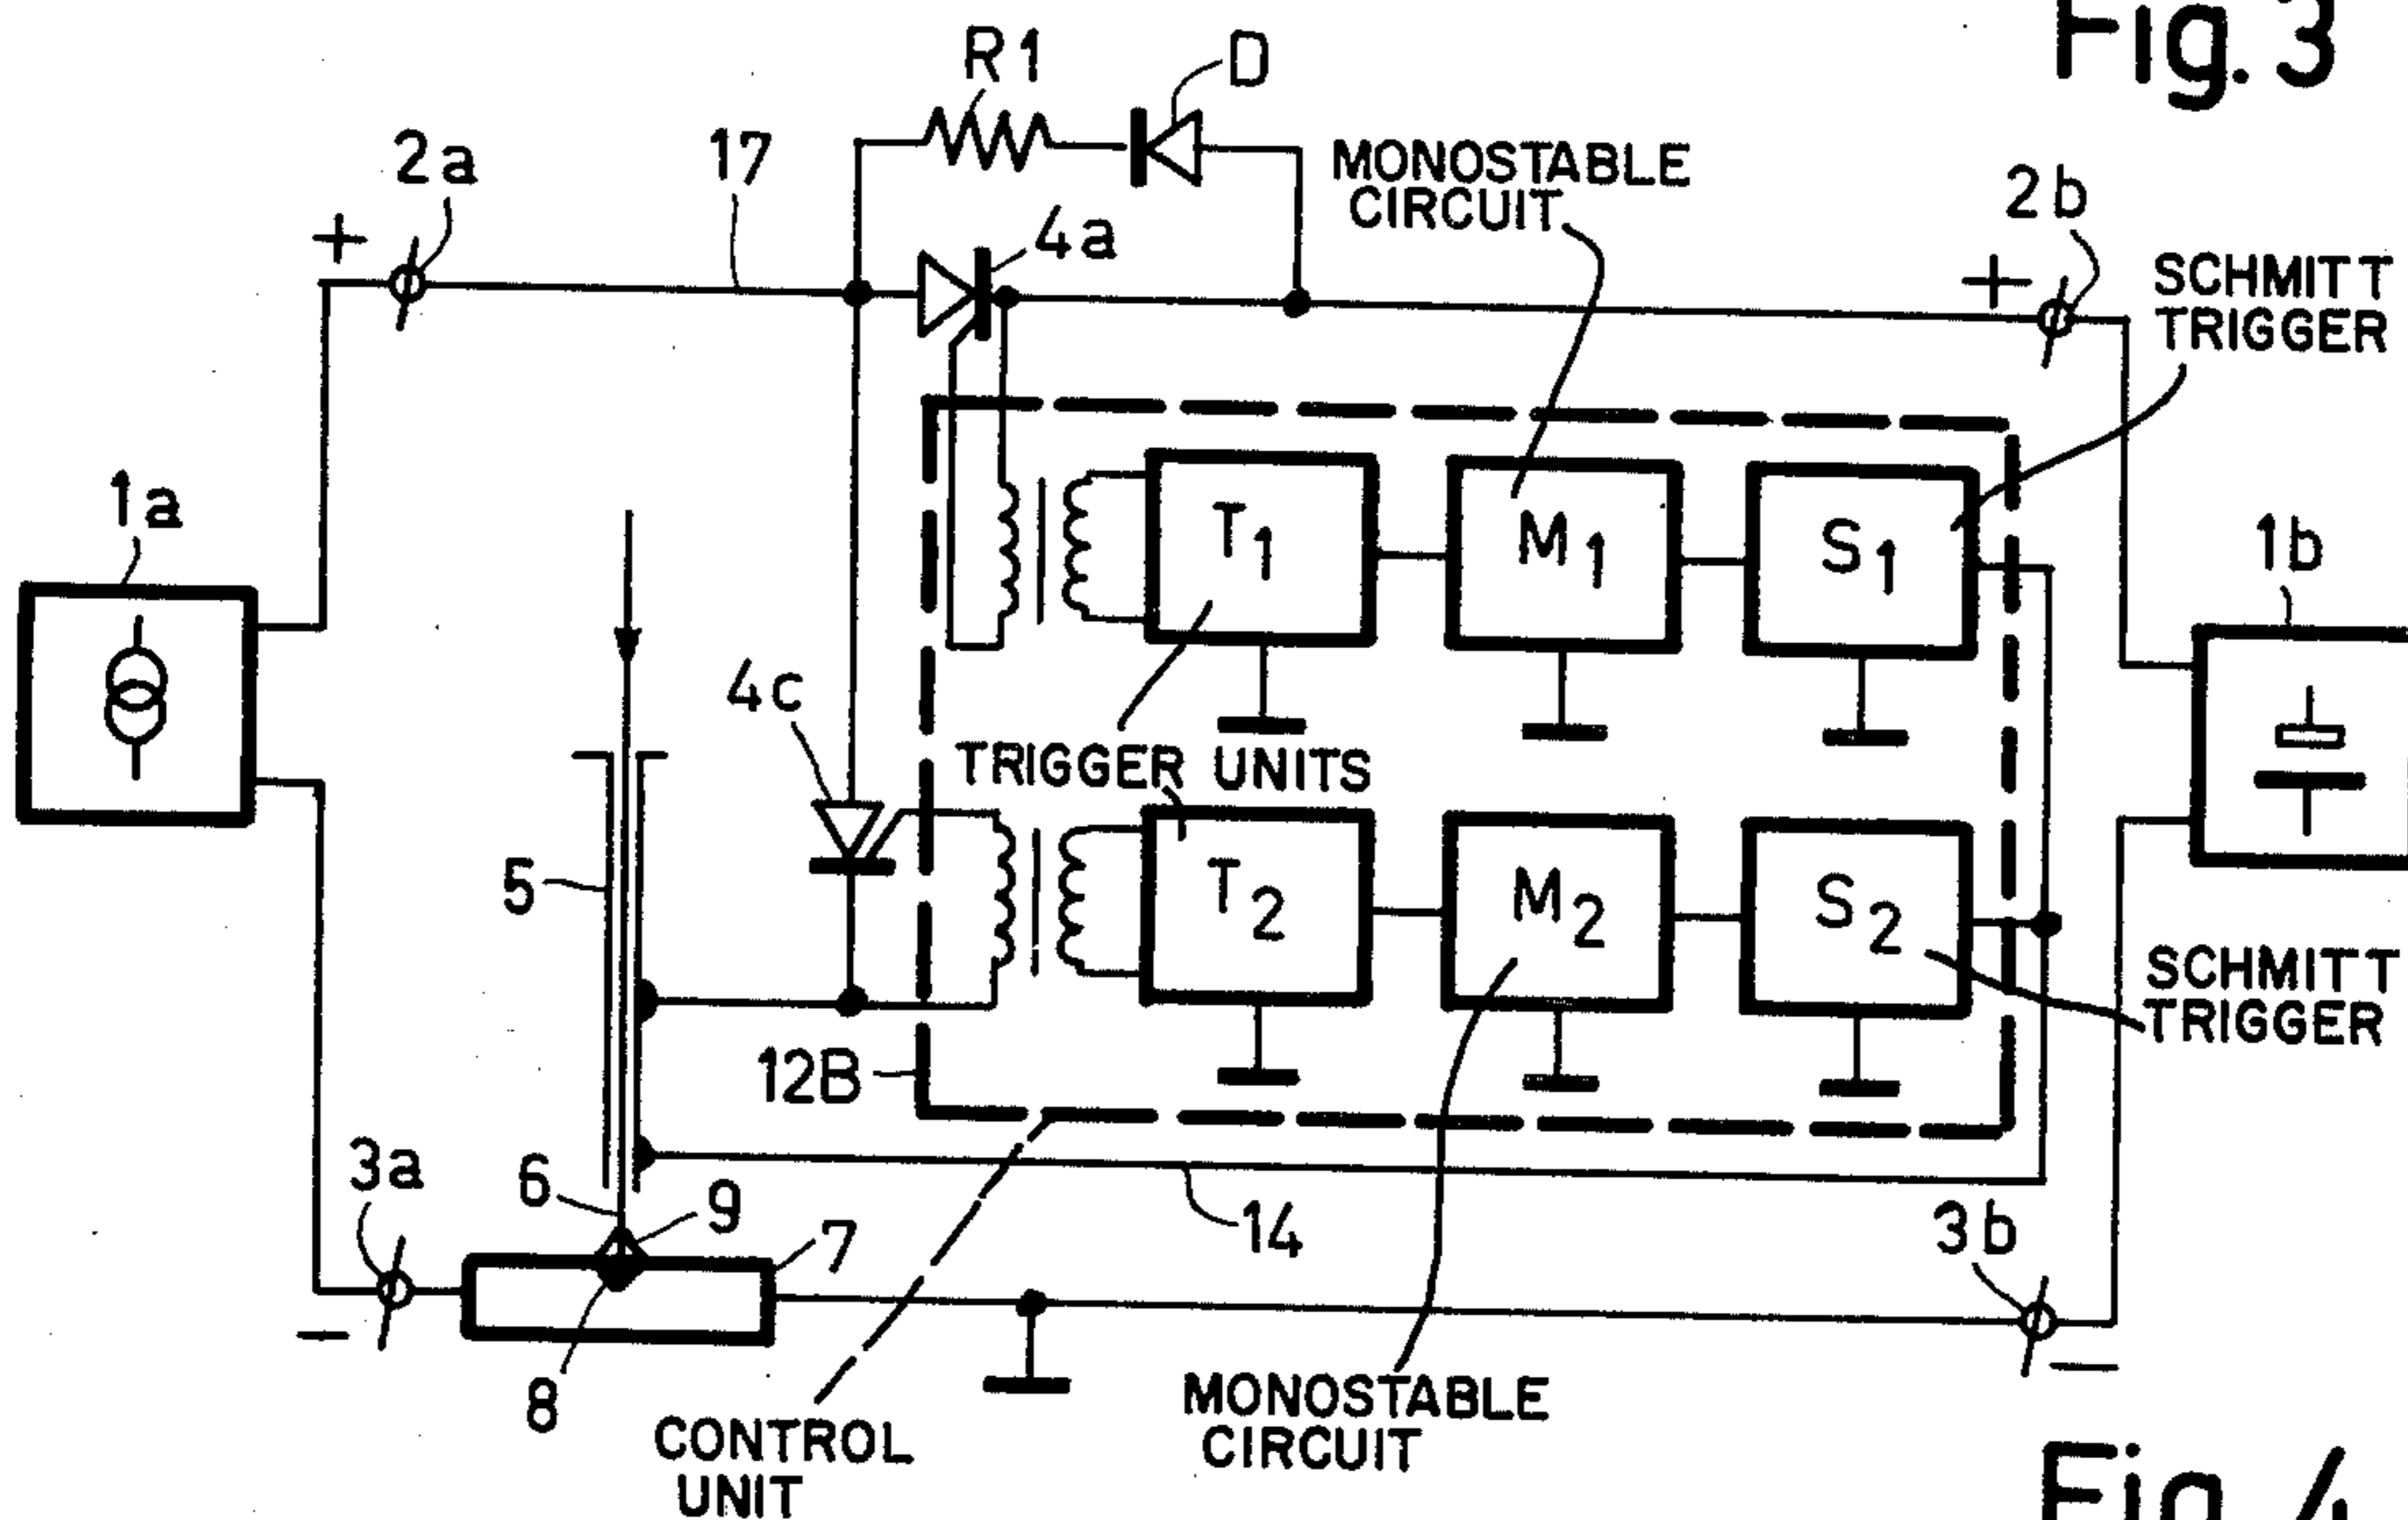 Fig. 3
R1
D
2a
17
MONOSTABLE
CIRCUIT
2b
+
4a
+
SCHMITT
TRIGGER
1a
T1
M1
S1
1b
4c
TRIGGER UNITS
5
T2
M2
S2
SCHMITT
TRIGGER
12B
3a
6
9
7
14
3b
−
8
−
MONOSTABLE
CIRCUIT
CONTROL
UNIT
Fig. 4